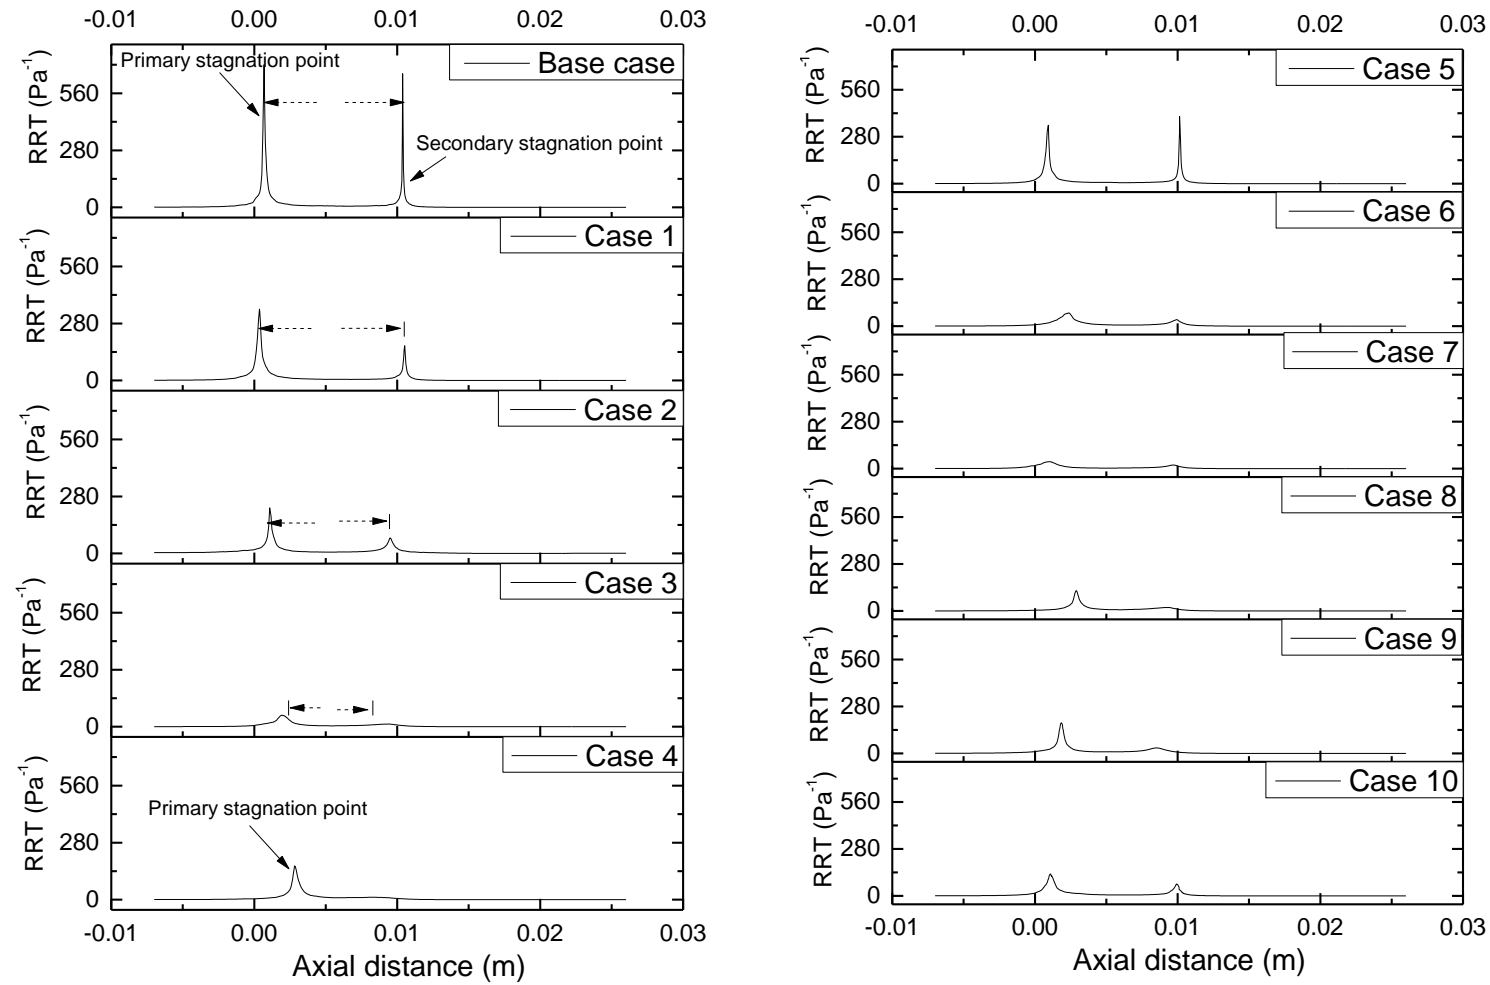 -0.01 0.00 0.01 0.02 0.03
RRT (Pa⁻¹)
560
280
0
Primary stagnation point
Base case
Secondary stagnation point
RRT (Pa⁻¹)
560
280
0
Case 1
RRT (Pa⁻¹)
560
280
0
Case 2
RRT (Pa⁻¹)
560
280
0
Case 3
RRT (Pa⁻¹)
560
280
0
Case 4
Primary stagnation point
-0.01 0.00 0.01 0.02 0.03
Axial distance (m)
-0.01 0.00 0.01 0.02 0.03
RRT (Pa⁻¹)
560
280
0
Case 5
RRT (Pa⁻¹)
560
280
0
Case 6
RRT (Pa⁻¹)
560
280
0
Case 7
RRT (Pa⁻¹)
560
280
0
Case 8
RRT (Pa⁻¹)
560
280
0
Case 9
RRT (Pa⁻¹)
560
280
0
Case 10
-0.01 0.00 0.01 0.02 0.03
Axial distance (m)